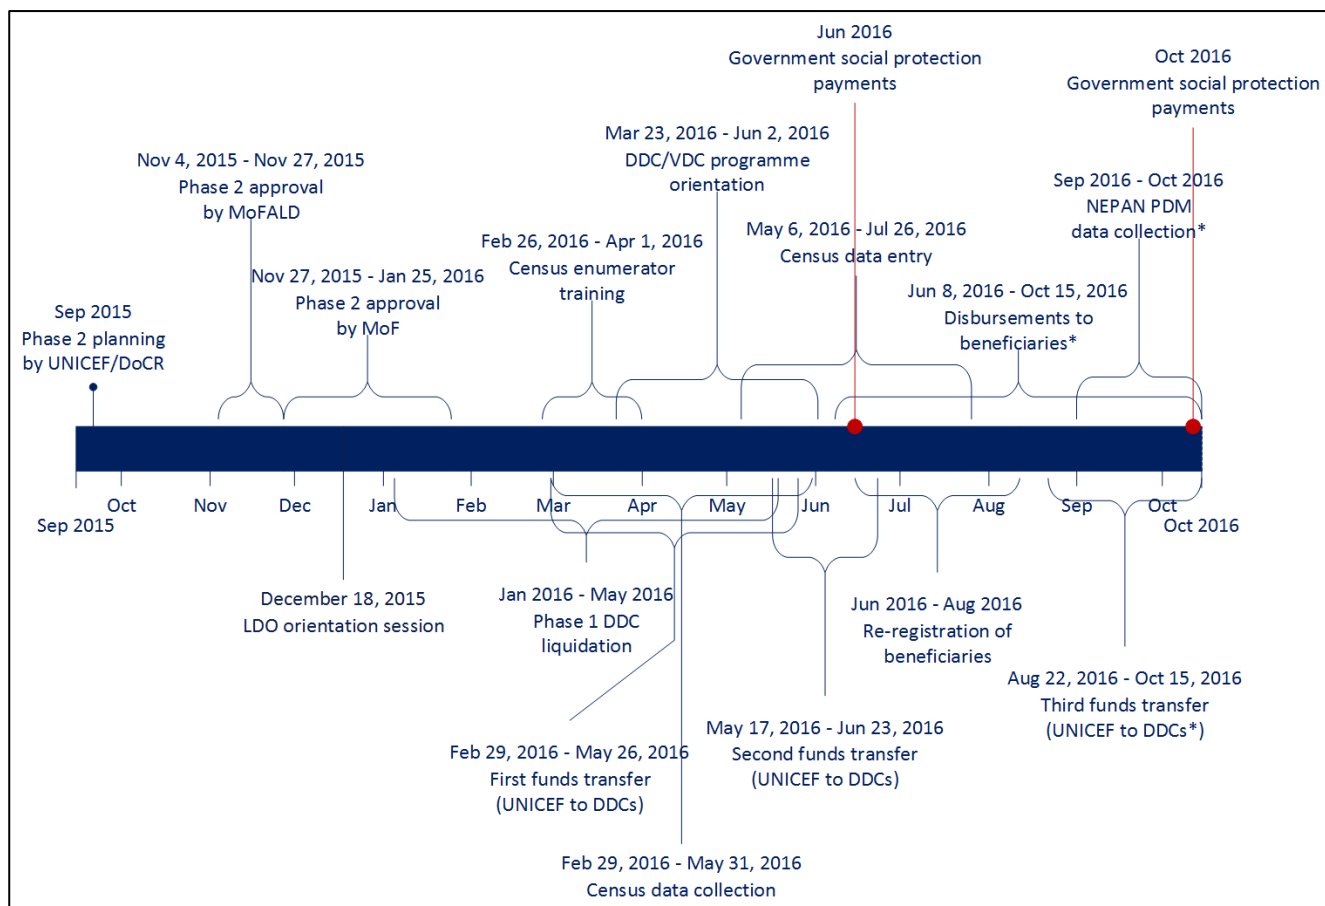 Jun 2016
Government social protection
payments
Oct 2016
Government social protection
payments
Mar 23, 2016 - Jun 2, 2016
DDC/VDC programme
orientation
Nov 4, 2015 - Nov 27, 2015
Phase 2 approval
by MoFALD
Sep 2016 - Oct 2016
NEPAN PDM
data collection*
May 6, 2016 - Jul 26, 2016
Census data entry
Feb 26, 2016 - Apr 1, 2016
Census enumerator
training
Nov 27, 2015 - Jan 25, 2016
Phase 2 approval
by MoF
Jun 8, 2016 - Oct 15, 2016
Disbursements to
beneficiaries*
Sep 2015
Phase 2 planning
by UNICEF/DoCR
Oct Nov Dec Jan Feb Mar Apr May Jun Jul Aug Sep Oct
Sep 2015
Oct 2016
December 18, 2015
LDO orientation session
Jan 2016 - May 2016
Phase 1 DDC
liquidation
Jun 2016 - Aug 2016
Re-registration of
beneficiaries
Aug 22, 2016 - Oct 15, 2016
Third funds transfer
(UNICEF to DDCs*)
May 17, 2016 - Jun 23, 2016
Second funds transfer
(UNICEF to DDCs)
Feb 29, 2016 - May 26, 2016
First funds transfer
(UNICEF to DDCs)
Feb 29, 2016 - May 31, 2016
Census data collection